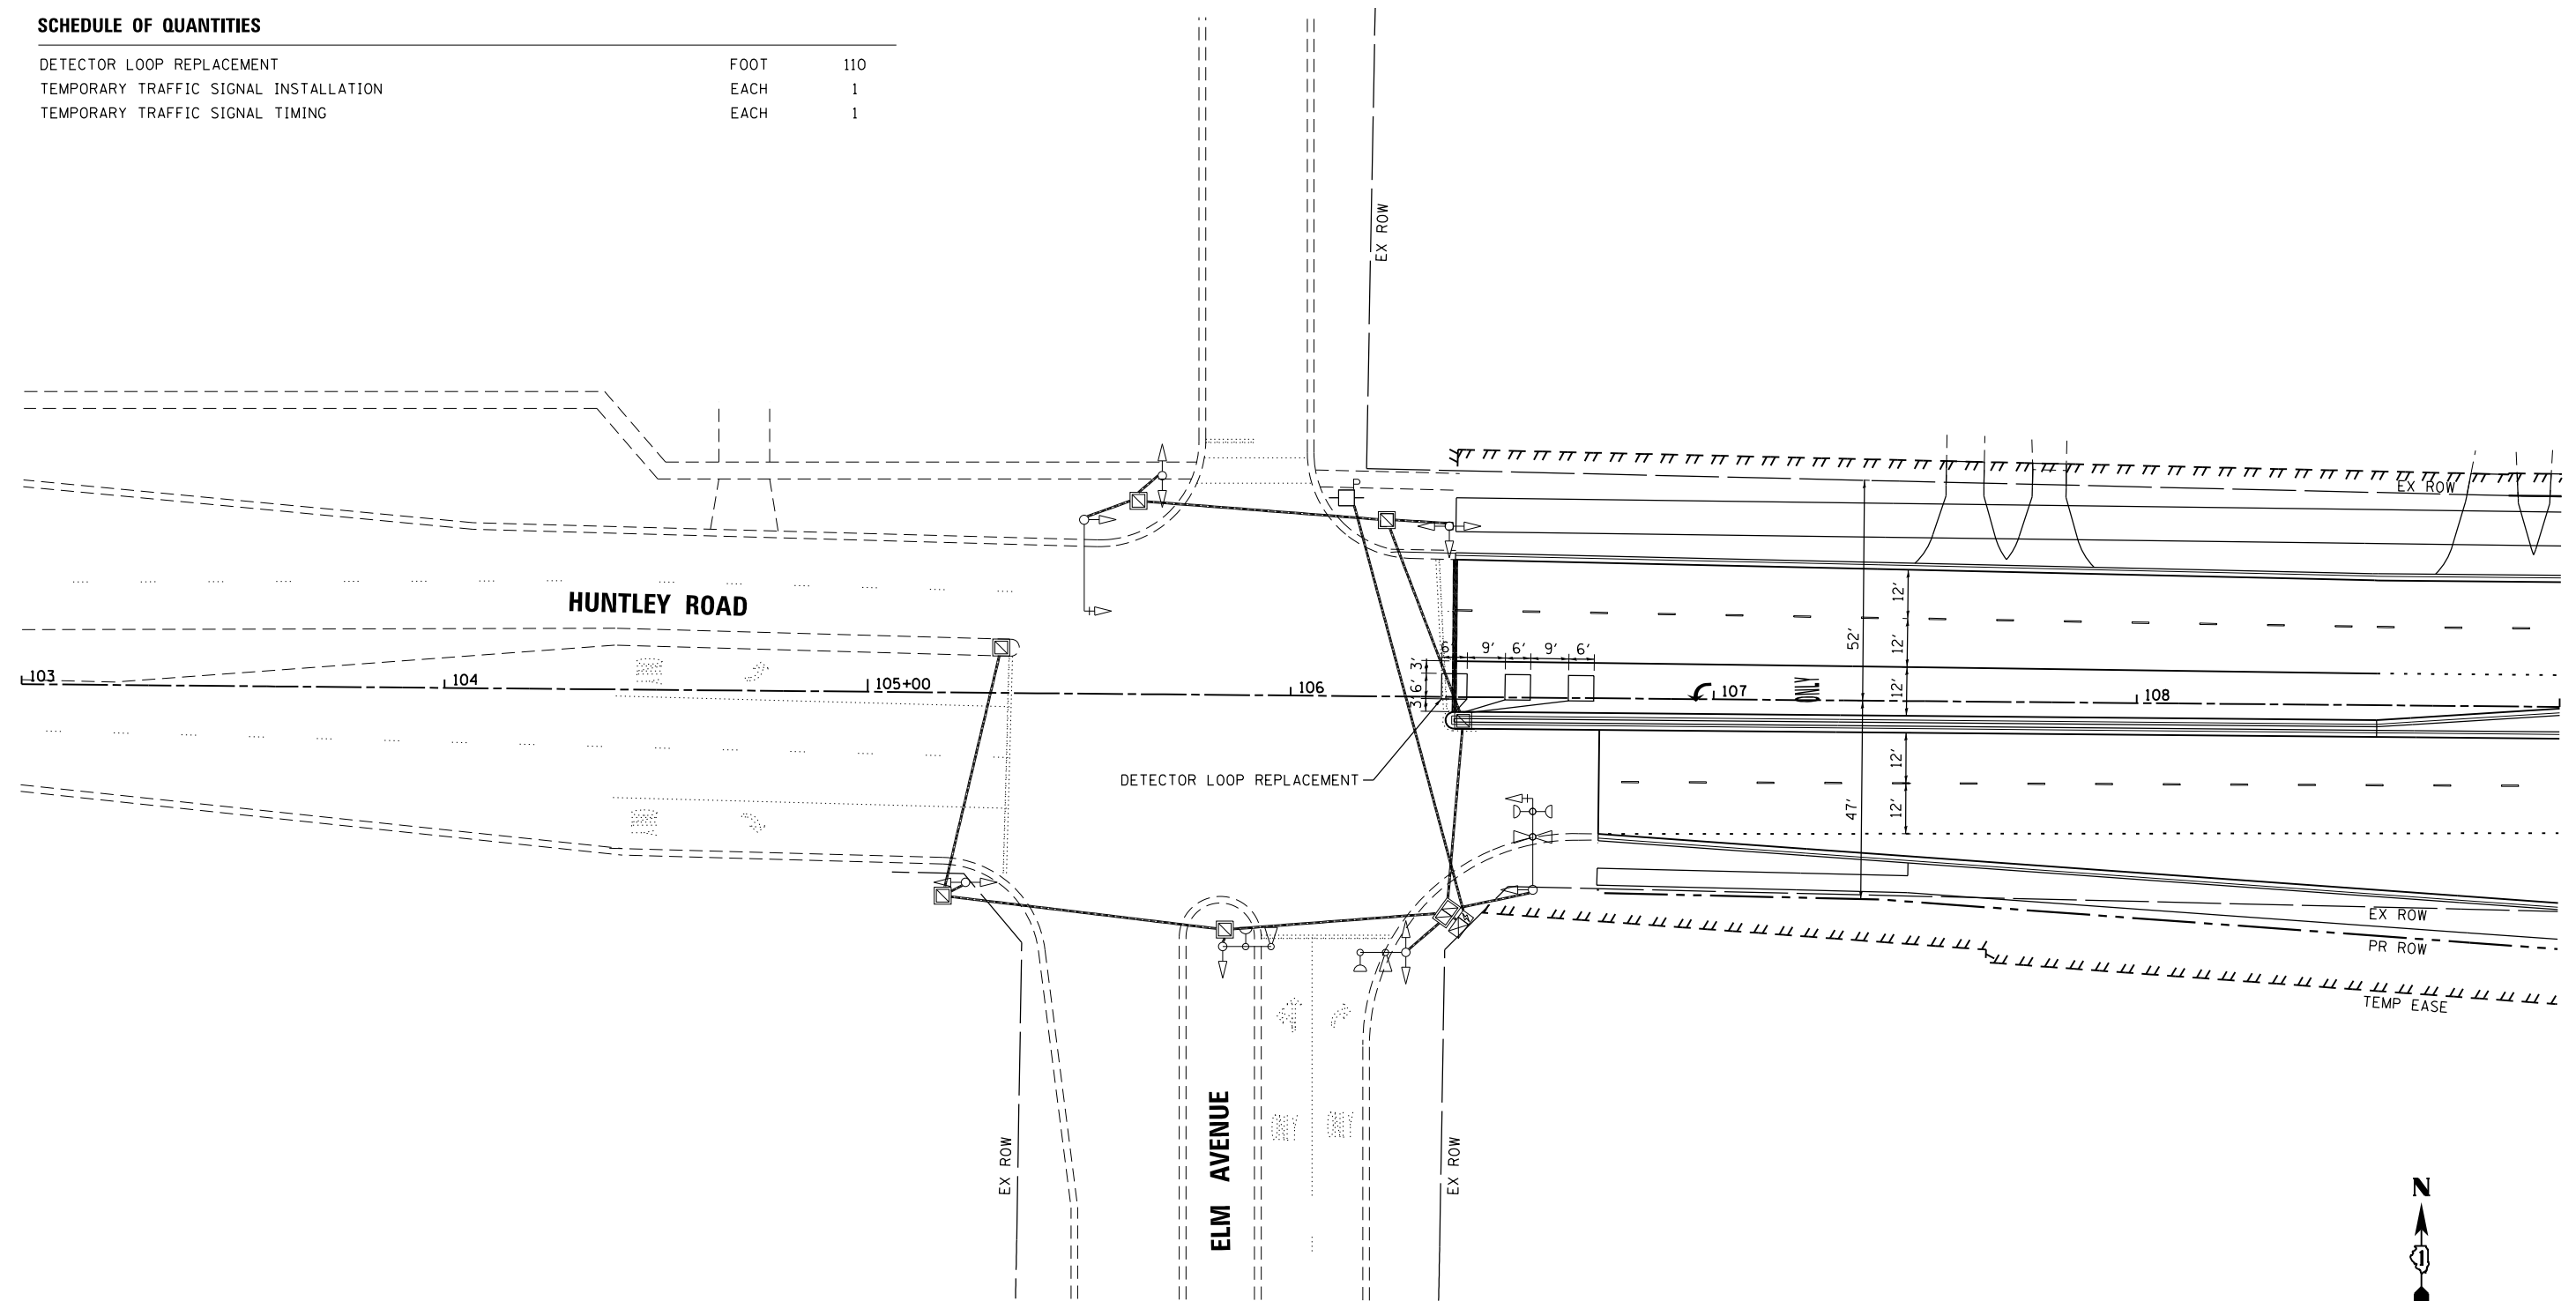 SCHEDULE OF QUANTITIES
DETECTOR LOOP REPLACEMENT FOOT 110
TEMPORARY TRAFFIC SIGNAL INSTALLATION EACH 1
TEMPORARY TRAFFIC SIGNAL TIMING EACH 1
EX ROW
P
EX ROW
HUNTLEY ROAD
12'
52'
12'
6' 9' 6' 9' 6'
3'
6'
3'
12'
103
104
105+00
106
107
ONLY
108
DETECTOR LOOP REPLACEMENT
12'
47'
12'
EX ROW
PR ROW
TEMP EASE
ELM AVENUE
EX ROW
EX ROW
N
1